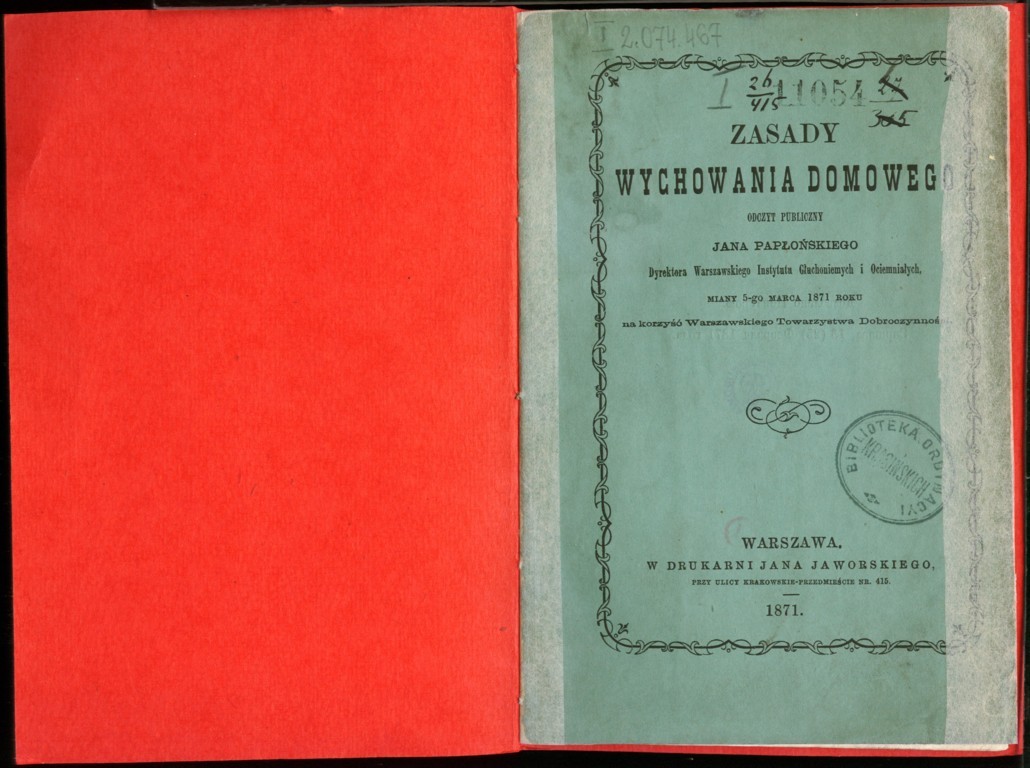 I 2.074.467
I 26/415 11054
ZASADY
WYCHOWANIA DOMOWEGO
ODCZYT PUBLICZNY
JANA PAPŁOŃSKIEGO
Dyrektora Warszawskiego Instytutu Głuchoniemych i Ociemniałych,
MIANY 5-GO MARCA 1871 ROKU
na korzyść Warszawskiego Towarzystwa Dobroczynnoś
BIBLIOTEKA ORDYNACYI
KRASIŃSKICH
WARSZAWA.
W DRUKARNI JANA JAWORSKIEGO,
PRZY ULICY KRAKOWSKIE-PRZEDMIEŚCIE NR. 415.
1871.